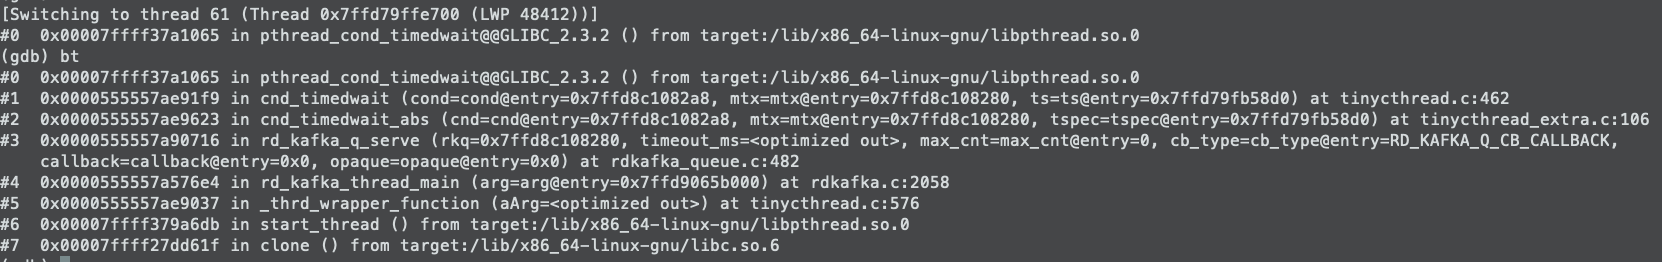 [Switching to thread 61 (Thread 0x7ffd79ffe700 (LWP 48412))]
#0  0x00007ffff37a1065 in pthread_cond_timedwait@@GLIBC_2.3.2 () from target:/lib/x86_64-linux-gnu/libpthread.so.0
(gdb) bt
#0  0x00007ffff37a1065 in pthread_cond_timedwait@@GLIBC_2.3.2 () from target:/lib/x86_64-linux-gnu/libpthread.so.0
#1  0x0000555557ae91f9 in cnd_timedwait (cond=cond@entry=0x7ffd8c1082a8, mtx=mtx@entry=0x7ffd8c108280, ts=ts@entry=0x7ffd79fb58d0) at tinycthread.c:462
#2  0x0000555557ae9623 in cnd_timedwait_abs (cnd=cnd@entry=0x7ffd8c1082a8, mtx=mtx@entry=0x7ffd8c108280, tspec=tspec@entry=0x7ffd79fb58d0) at tinycthread_extra.c:106
#3  0x0000555557a90716 in rd_kafka_q_serve (rkq=0x7ffd8c108280, timeout_ms=<optimized out>, max_cnt=max_cnt@entry=0, cb_type=cb_type@entry=RD_KAFKA_Q_CB_CALLBACK,
    callback=callback@entry=0x0, opaque=opaque@entry=0x0) at rdkafka_queue.c:482
#4  0x0000555557a576e4 in rd_kafka_thread_main (arg=arg@entry=0x7ffd9065b000) at rdkafka.c:2058
#5  0x0000555557ae9037 in _thrd_wrapper_function (aArg=<optimized out>) at tinycthread.c:576
#6  0x00007ffff379a6db in start_thread () from target:/lib/x86_64-linux-gnu/libpthread.so.0
#7  0x00007ffff27dd61f in clone () from target:/lib/x86_64-linux-gnu/libc.so.6